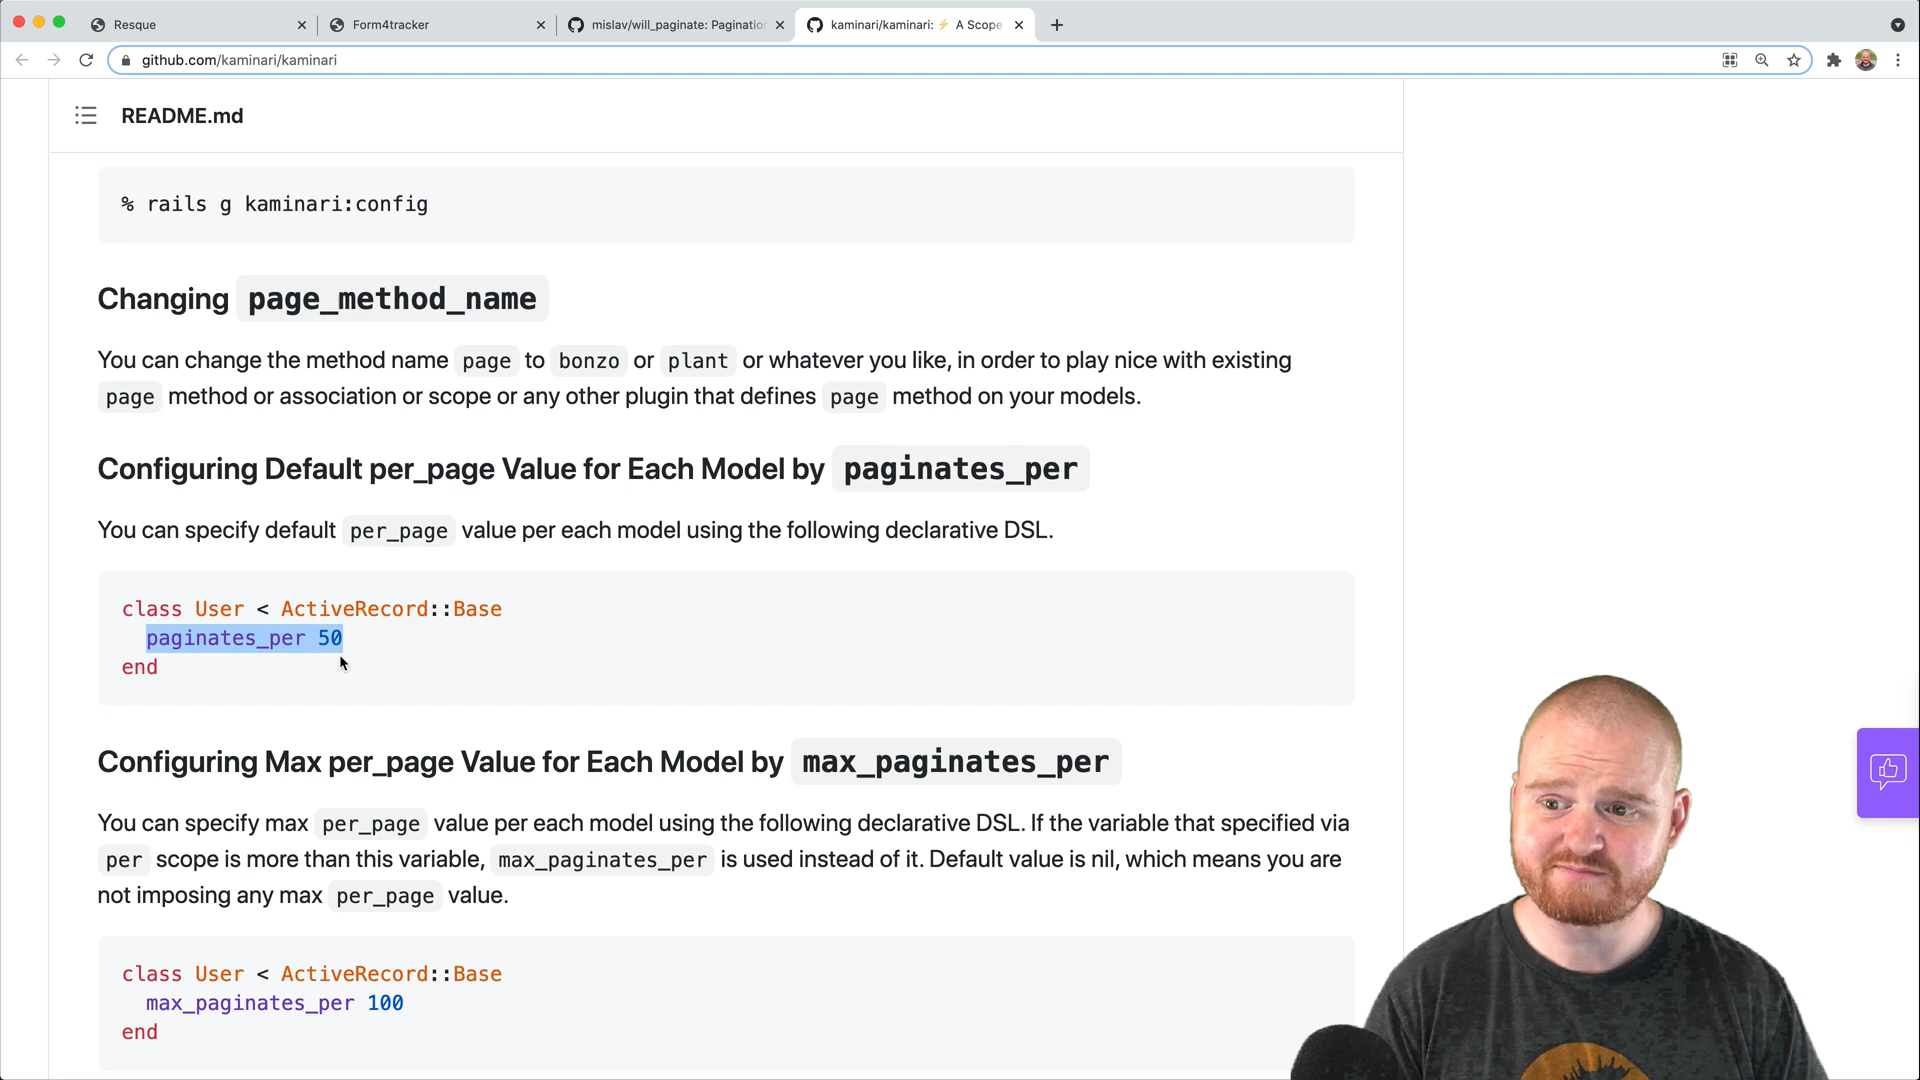 Resque
Form4tracker
mislav/will_paginate: Pagination
kaminari/kaminari: ⚡ A Scope
github.com/kaminari/kaminari
README.md
% rails g kaminari:config
Changing page_method_name
You can change the method name page to bonzo or plant or whatever you like, in order to play nice with existing
page method or association or scope or any other plugin that defines page method on your models.
Configuring Default per_page Value for Each Model by paginates_per
You can specify default per_page value per each model using the following declarative DSL.
class User < ActiveRecord::Base
paginates_per 50
end
Configuring Max per_page Value for Each Model by max_paginates_per
You can specify max per_page value per each model using the following declarative DSL. If the variable that specified via
per scope is more than this variable, max_paginates_per is used instead of it. Default value is nil, which means you are
not imposing any max per_page value.
class User < ActiveRecord::Base
max_paginates_per 100
end